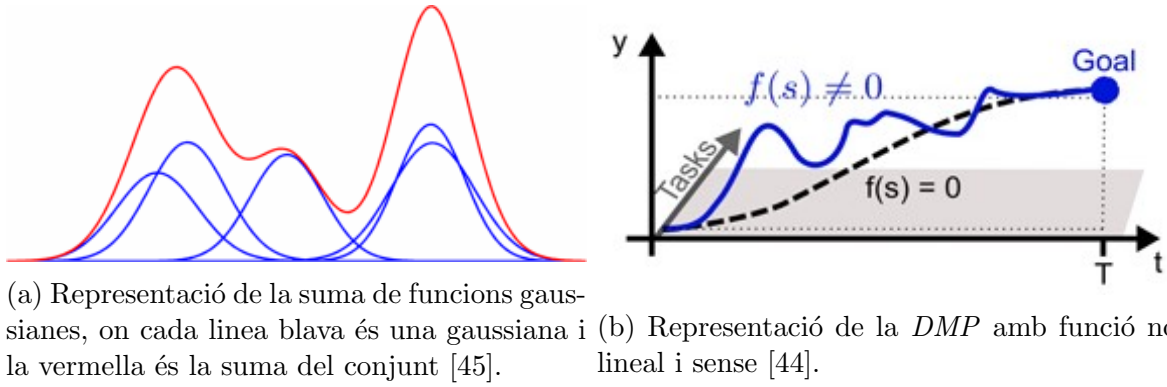 y
Goal
f(s) ≠ 0
Tasks
f(s) = 0
T
t
(a) Representació de la suma de funcions gaus-
sianes, on cada linea blava és una gaussiana i
la vermella és la suma del conjunt [45].
(b) Representació de la DMP amb funció no
lineal i sense [44].